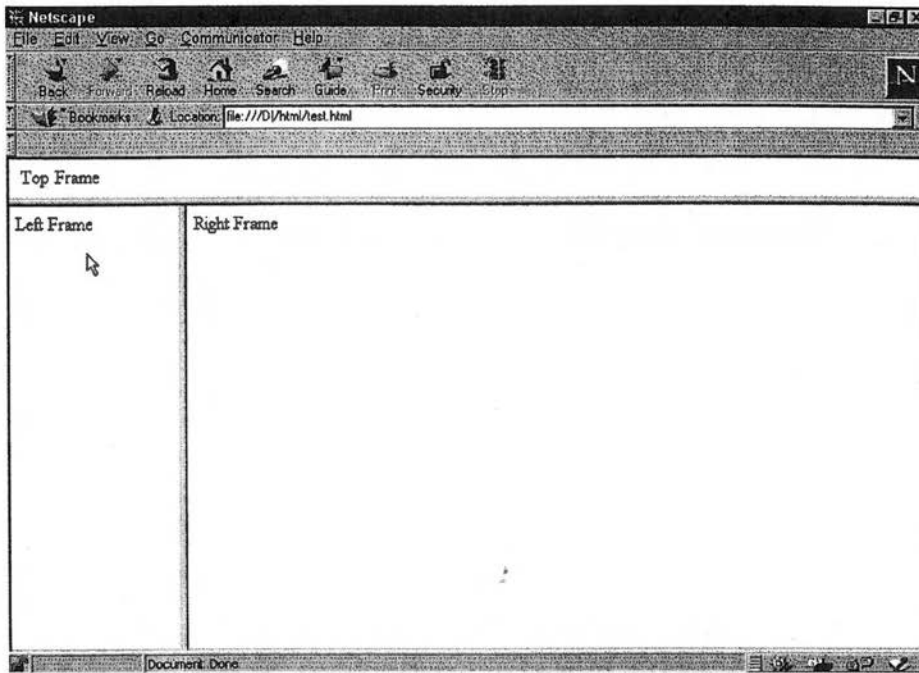 Netscape
File Edit View Go Communicator Help
Back Forward Reload Home Search Guide Print Security Stop
N
Bookmarks Location: file:///D|/html/test.html
Top Frame
Left Frame Right Frame
Document: Done